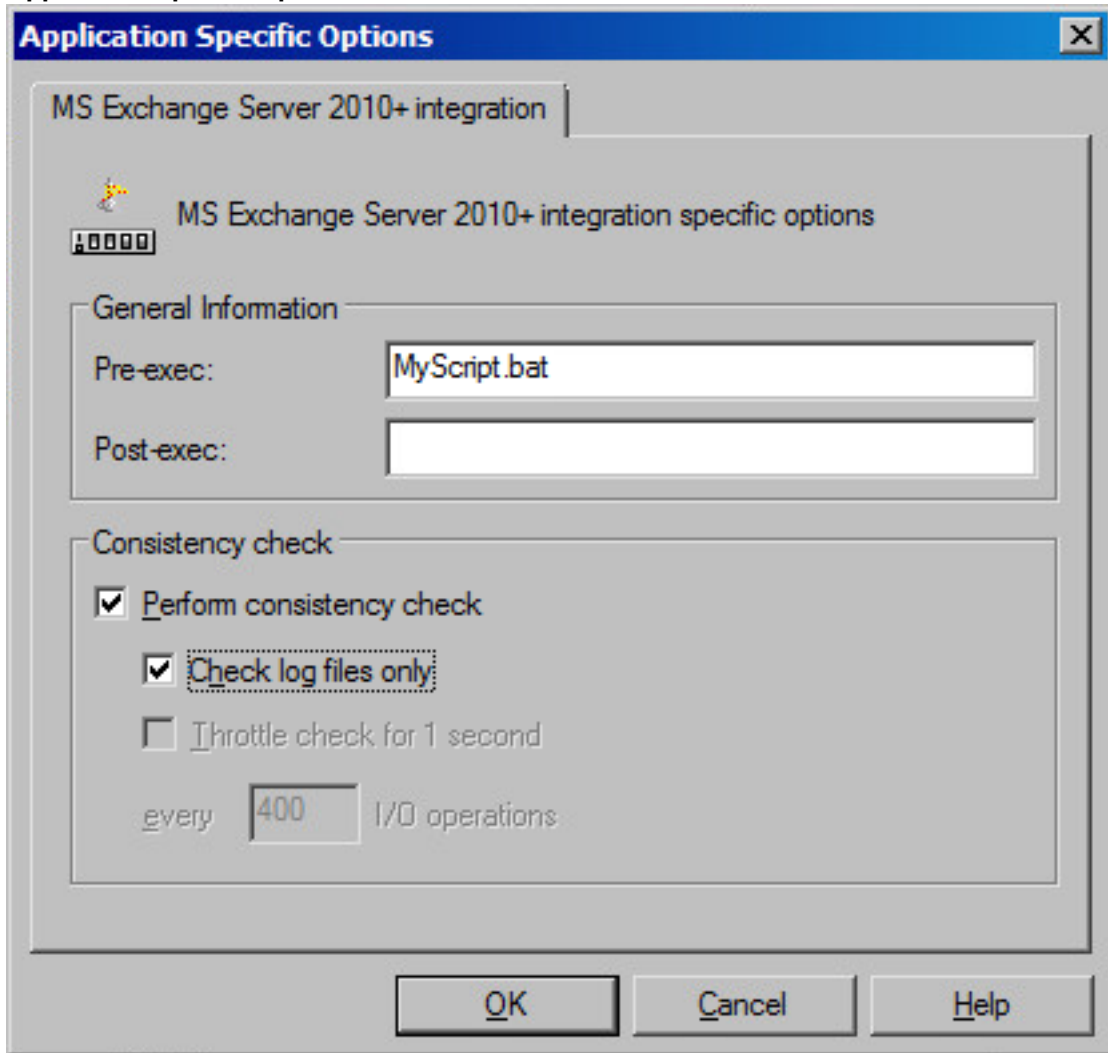 Application Specific Options
MS Exchange Server 2010+ integration
MS Exchange Server 2010+ integration specific options
General Information
Pre-exec: MyScript.bat
Post-exec:
Consistency check
Perform consistency check
Check log files only
Throttle check for 1 second
every 400 I/O operations
OK Cancel Help